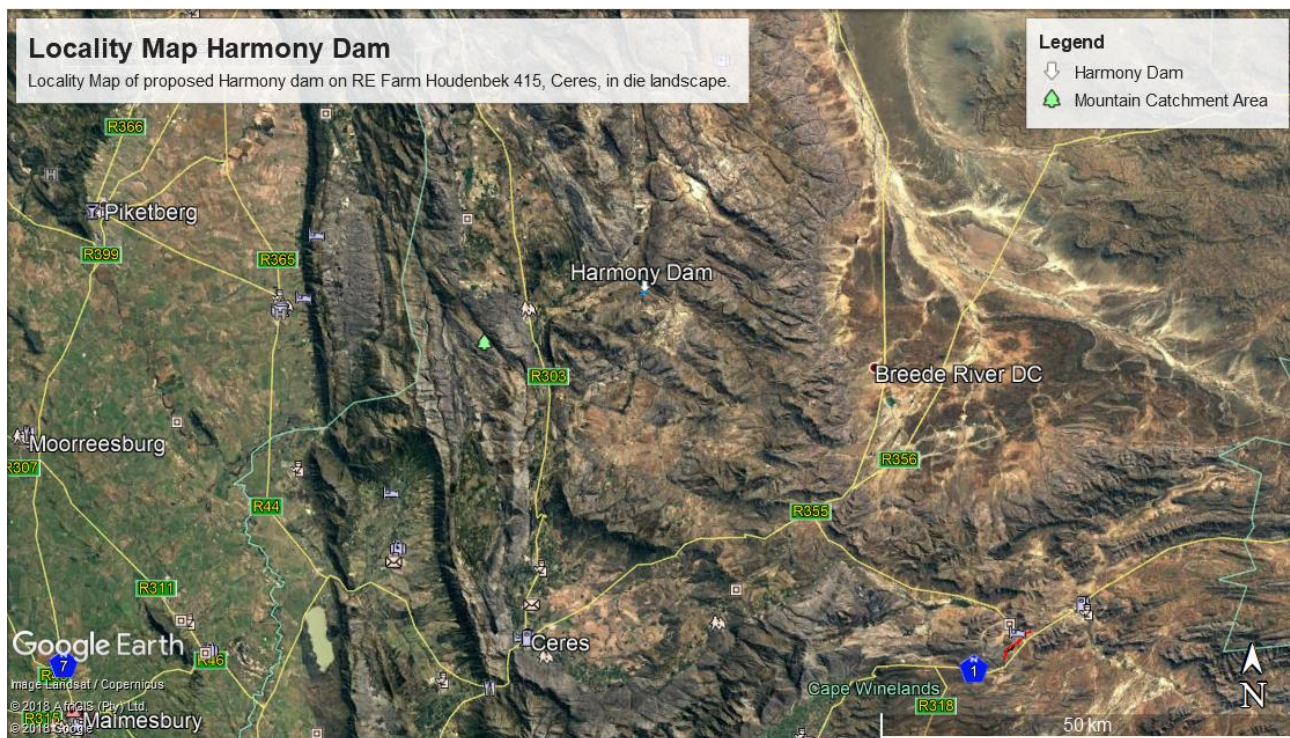 Locality Map Harmony Dam
Locality Map of proposed Harmony dam on RE Farm Houdenbek 415, Ceres, in die landscape.
Legend
Harmony Dam
Mountain Catchment Area
R366
Piketberg
R399
R365
Harmony Dam
R303
Breede River DC
Moorreesburg
R307
R356
R44
R355
R311
Ceres
Google Earth
7
R46
Image Landsat / Copernicus
© 2018 AfriGIS (Pty) Ltd.
© 2018 Google
R315
Malmesbury
Cape Winelands
1
R318
N
50 km